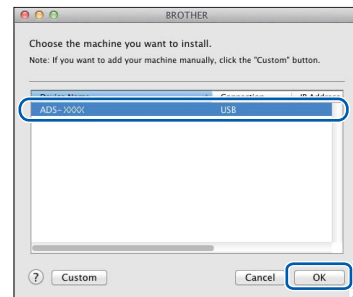 BROTHER
Choose the machine you want to install.
Note: If you want to add your machine manually, click the "Custom" button.
Device Name Connection IP Address
ADS-XXXX USB
? Custom Cancel OK